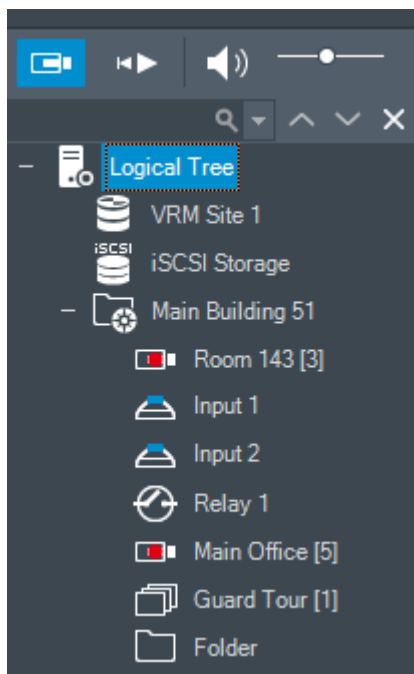 Logical Tree
VRM Site 1
iSCSI
iSCSI Storage
Main Building 51
Room 143 [3]
Input 1
Input 2
Relay 1
Main Office [5]
Guard Tour [1]
Folder